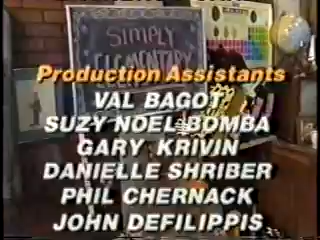 SIMPLY
ELEMENTARY
Production Assistants
VAL BAGOT
SUZY NOEL BOMBA
GARY KRIVIN
DANIELLE SHRIBER
PHIL CHERNACK
JOHN DEFILIPPIS